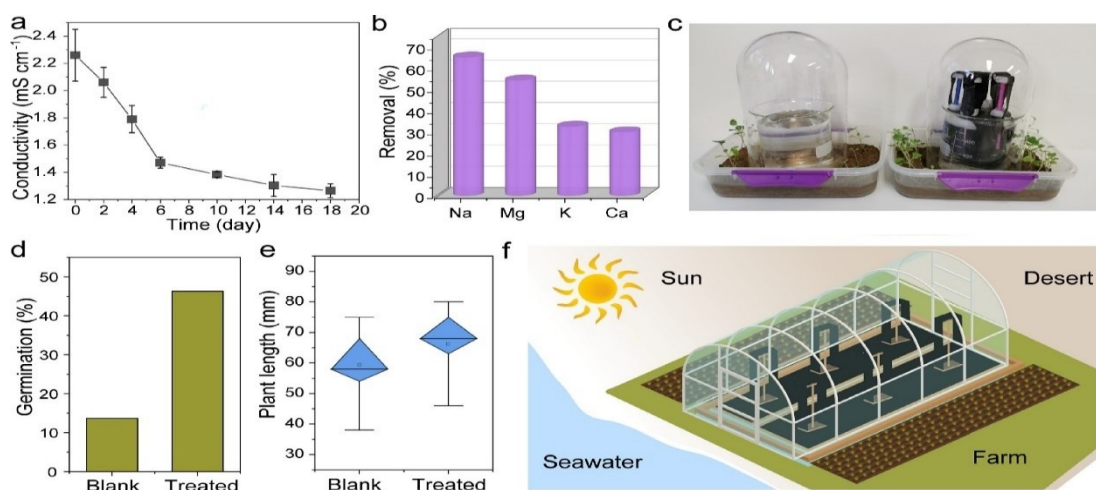 a
Conductivity (mS cm⁻¹)
2.4
2.2
2.0
1.8
1.6
1.4
1.2
0 2 4 6 8 10 12 14 16 18 20
Time (day)
b
Removal (%)
70
60
50
40
30
20
10
0
Na Mg K Ca
c
d
Germination (%)
50
40
30
20
10
0
Blank Treated
e
Plant length (mm)
90
80
70
60
50
40
30
Blank Treated
f
Sun
Desert
Seawater
Farm